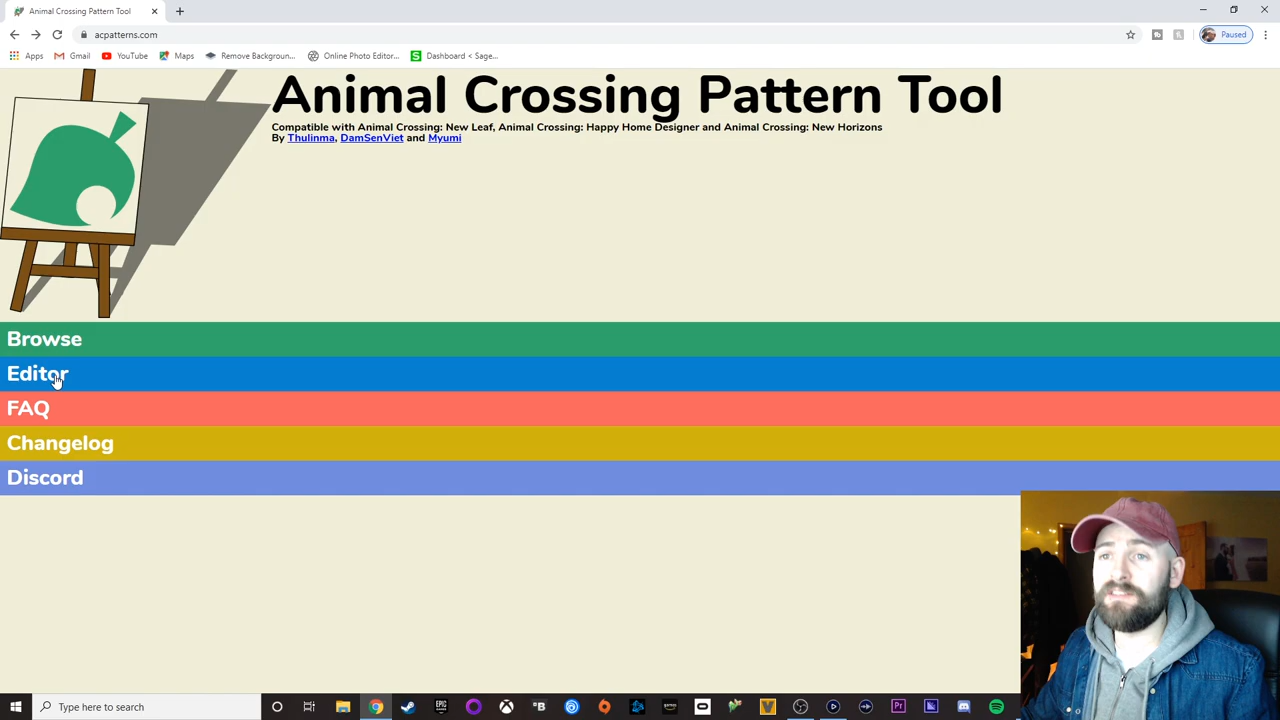 Animal Crossing Pattern Tool
acpatterns.com
Paused
Apps
Gmail
YouTube
Maps
Remove Backgroun...
Online Photo Editor...
Dashboard < Sage...
Animal Crossing Pattern Tool
Compatible with Animal Crossing: New Leaf, Animal Crossing: Happy Home Designer and Animal Crossing: New Horizons
By Thulinma, DamSenViet and Myumi
Browse
Editor
FAQ
Changelog
Discord
Type here to search